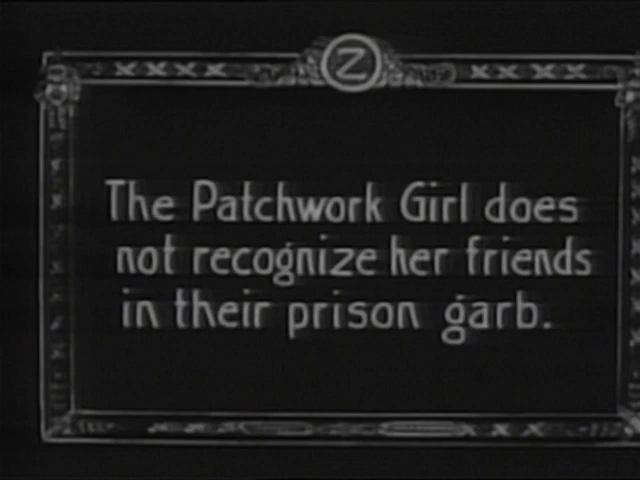 Z
The Patchwork Girl does
not recognize her friends
in their prison garb.